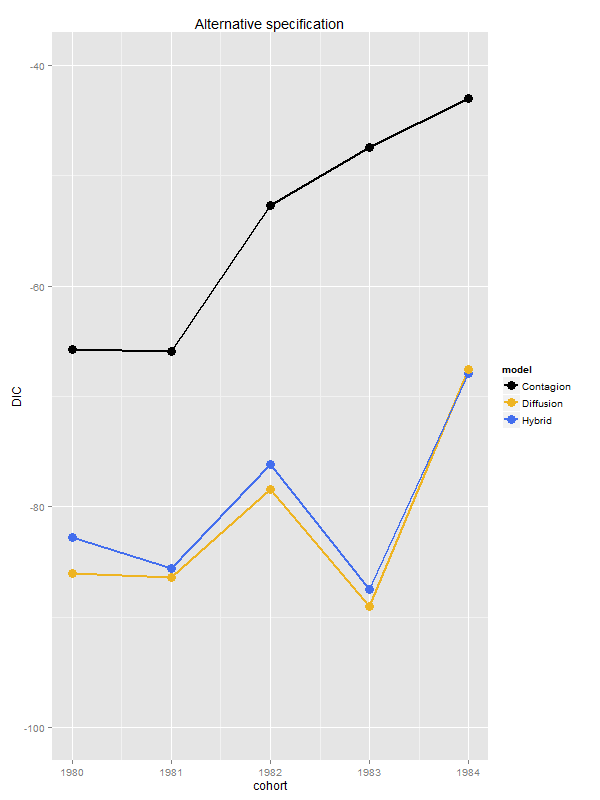 Alternative specification
-40
-60
-80
-100
DIC
1980 1981 1982 1983 1984
cohort
model
Contagion
Diffusion
Hybrid